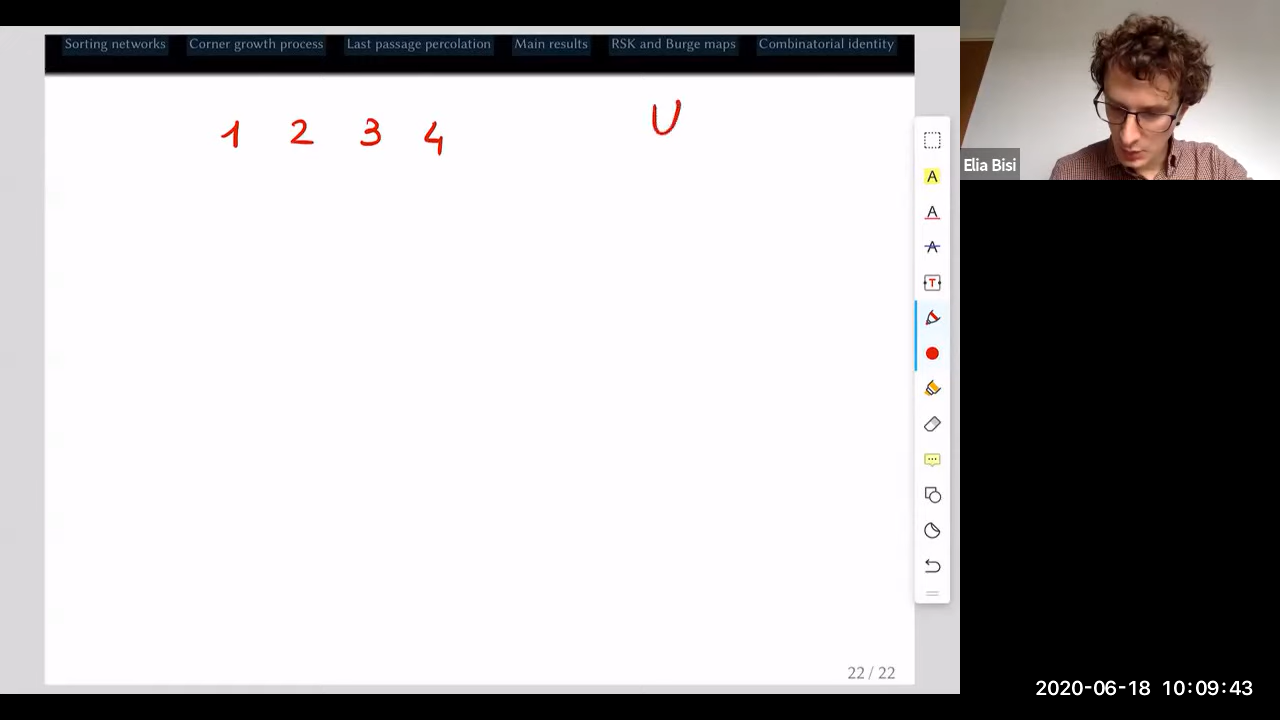 Sorting networks Corner growth process Last passage percolation Main results RSK and Burge maps Combinatorial identity
1 2 3 4 U
A
A
A
T
22 / 22
Elia Bisi
2020-06-18 10:09:43